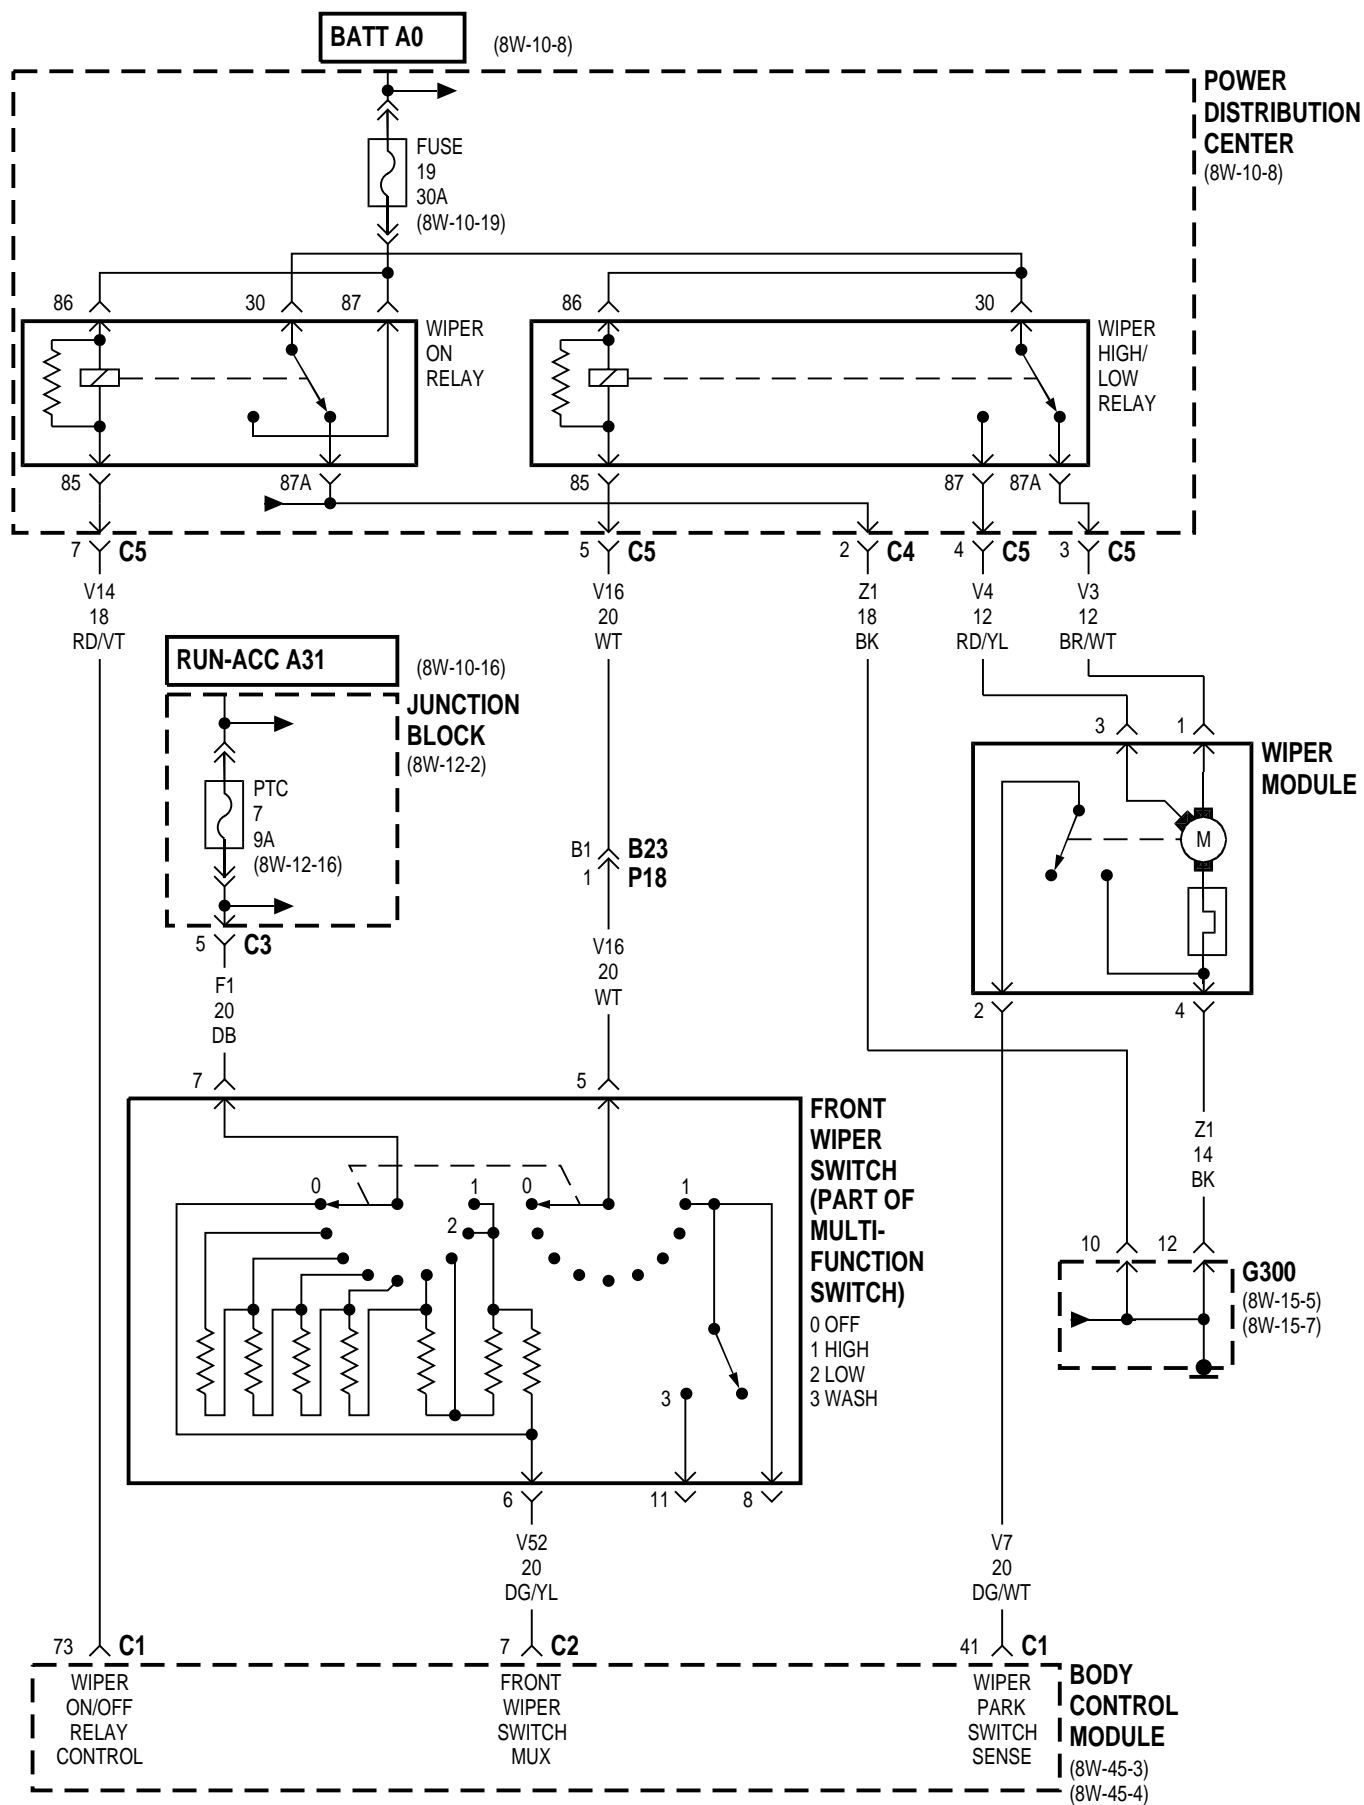 BATT A0
(8W-10-8)
POWER
DISTRIBUTION
CENTER
(8W-10-8)
FUSE
19
30A
(8W-10-19)
86
30
87
86
30
WIPER
ON
RELAY
WIPER
HIGH/
LOW
RELAY
85
87A
85
87
87A
7
C5
5
C5
2
C4
4
C5
3
C5
V14
18
RD/VT
V16
20
WT
Z1
18
BK
V4
12
RD/YL
V3
12
BR/WT
RUN-ACC A31
(8W-10-16)
JUNCTION
BLOCK
(8W-12-2)
PTC
7
9A
(8W-12-16)
3
1
WIPER
MODULE
M
B1
B23
1
P18
5
C3
F1
20
DB
V16
20
WT
2
4
7
5
FRONT
WIPER
SWITCH
(PART OF
MULTI-
FUNCTION
SWITCH)
0 OFF
1 HIGH
2 LOW
3 WASH
0
1
0
1
2
3
Z1
14
BK
10
12
G300
(8W-15-5)
(8W-15-7)
6
11
8
V52
20
DG/YL
V7
20
DG/WT
73
C1
7
C2
41
C1
WIPER
ON/OFF
RELAY
CONTROL
FRONT
WIPER
SWITCH
MUX
WIPER
PARK
SWITCH
SENSE
BODY
CONTROL
MODULE
(8W-45-3)
(8W-45-4)